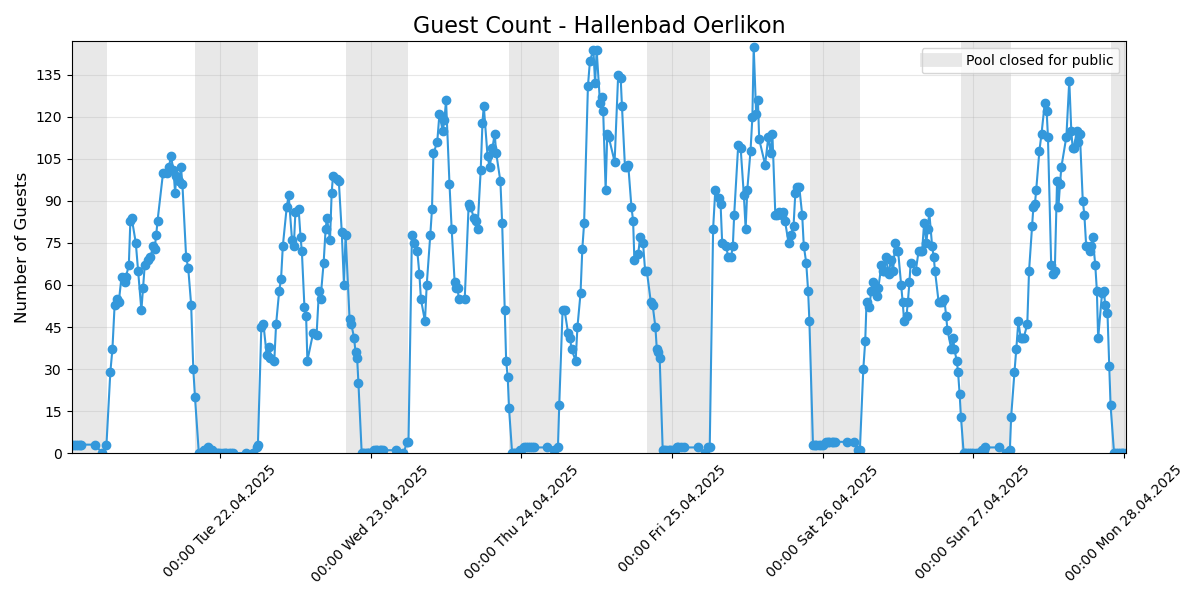 Guest Count - Hallenbad Oerlikon
Pool closed for public
Number of Guests
135
120
105
90
75
60
45
30
15
0
00:00 Tue 22.04.2025
00:00 Wed 23.04.2025
00:00 Thu 24.04.2025
00:00 Fri 25.04.2025
00:00 Sat 26.04.2025
00:00 Sun 27.04.2025
00:00 Mon 28.04.2025